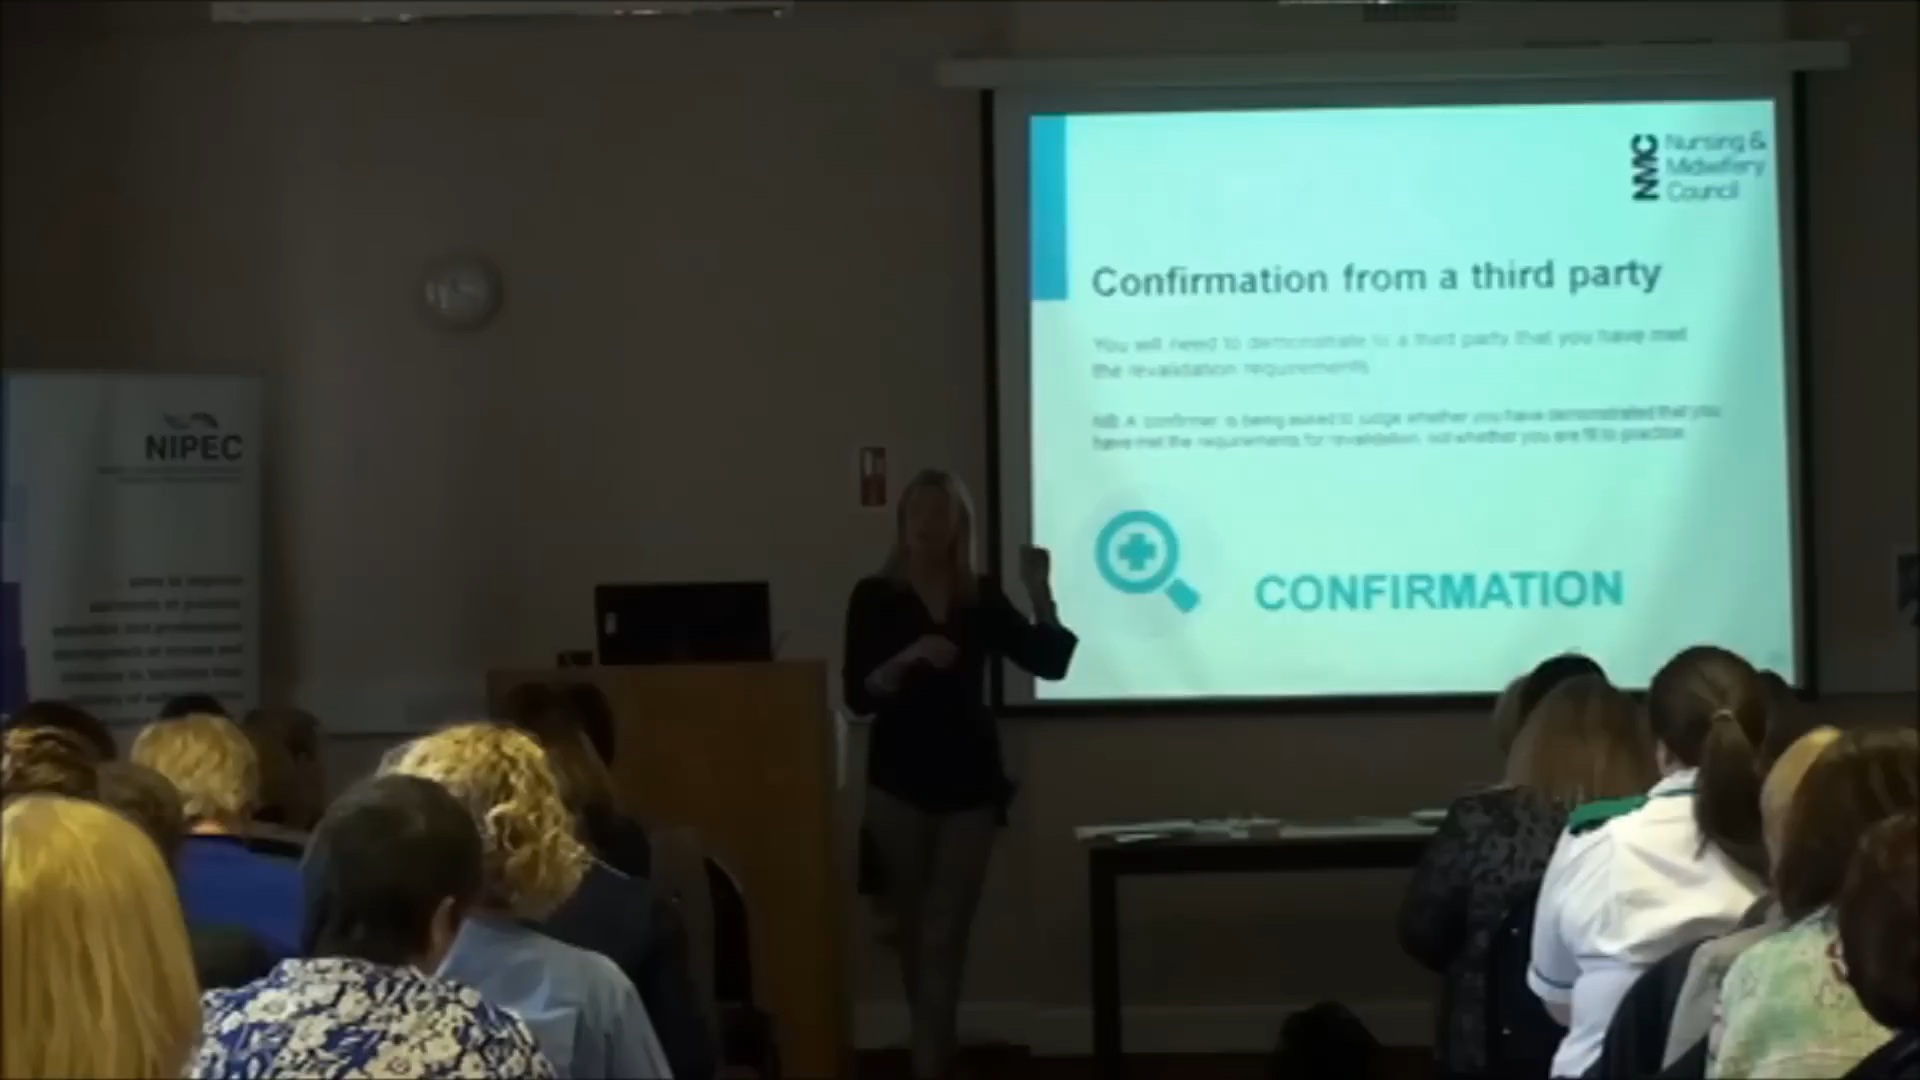 NMC
Nursing &
Midwifery
Council
Confirmation from a third party
You will need to demonstrate to a third party that you have met
the revalidation requirements
NB A confirmer is being asked to judge whether you have demonstrated that you
have met the requirements for revalidation, not whether you are fit to practise
CONFIRMATION
NIPEC